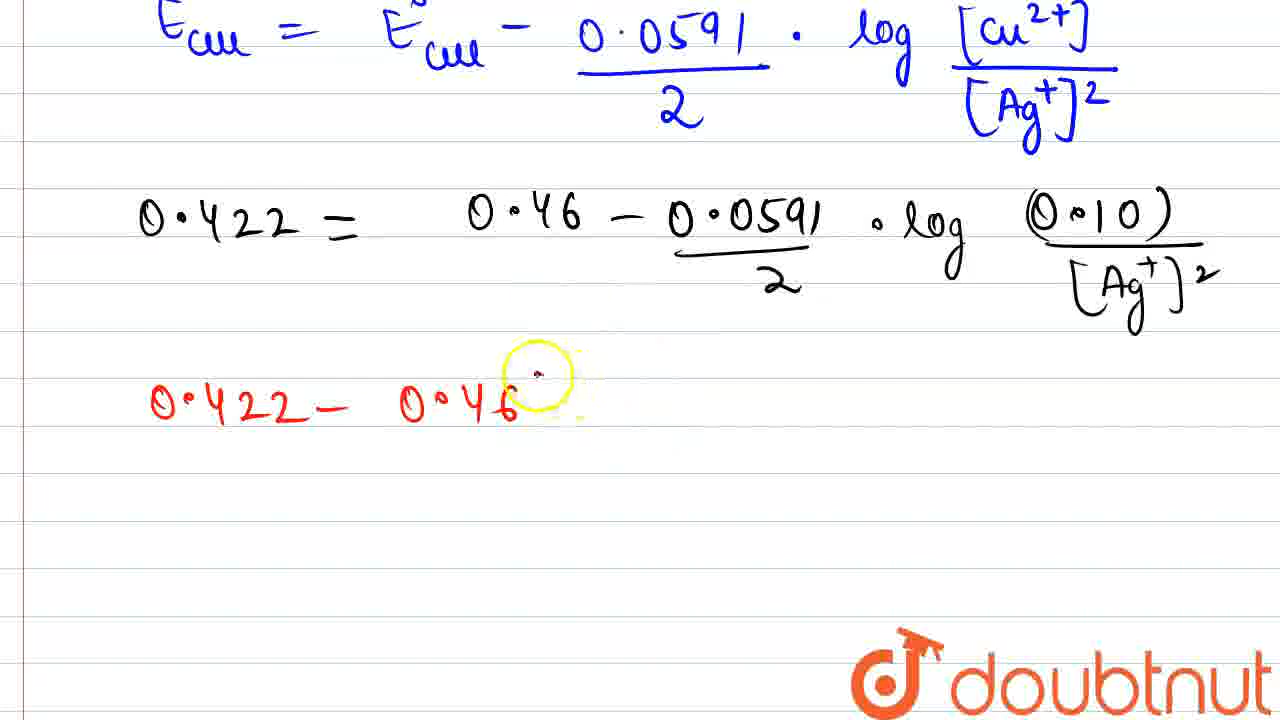 E cell = E° cell - 0.0591/2 . log [Cu2+]/[Ag+]2
0.422 = 0.46 - 0.0591/2 . log (0.10)/[Ag+]2
0.422 - 0.46
doubtnut